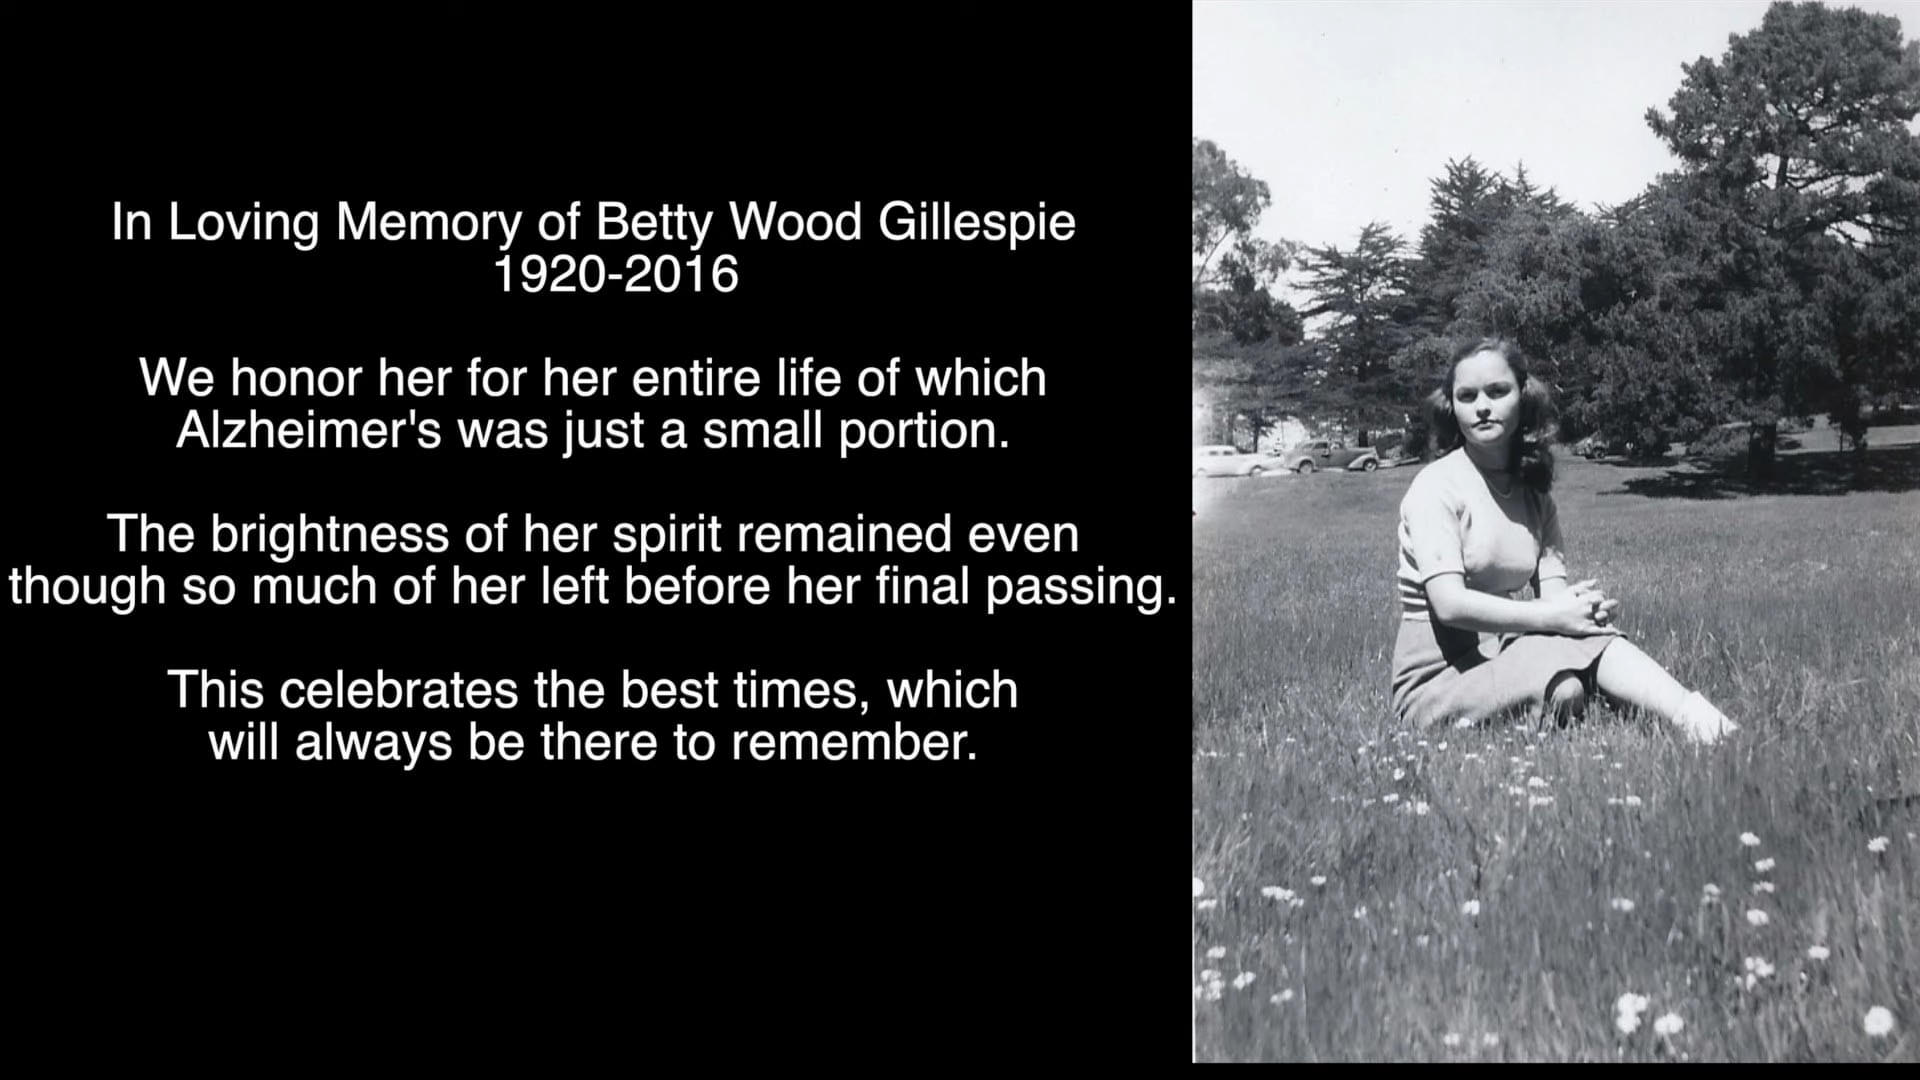 In Loving Memory of Betty Wood Gillespie
1920-2016
We honor her for her entire life of which
Alzheimer's was just a small portion.
The brightness of her spirit remained even
though so much of her left before her final passing.
This celebrates the best times, which
will always be there to remember.